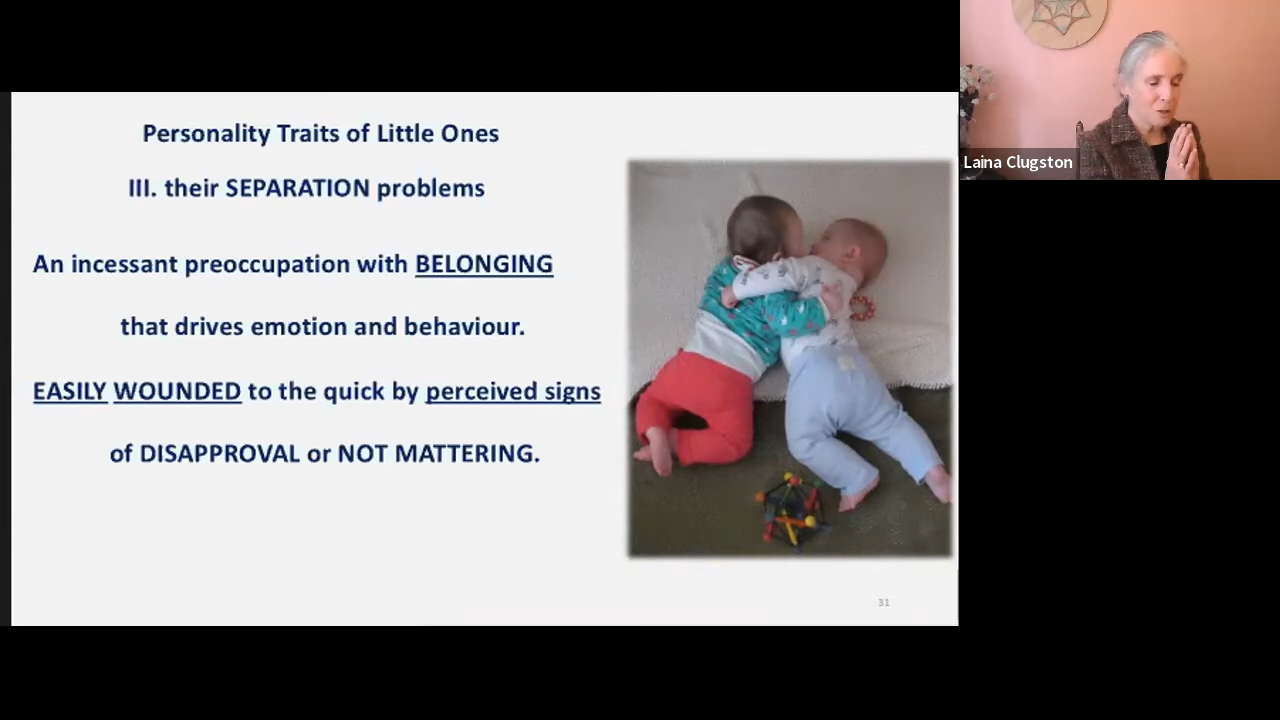 Personality Traits of Little Ones
III. their SEPARATION problems
An incessant preoccupation with BELONGING
that drives emotion and behaviour.
EASILY WOUNDED to the quick by perceived signs
of DISAPPROVAL or NOT MATTERING.
31
Laina Clugston